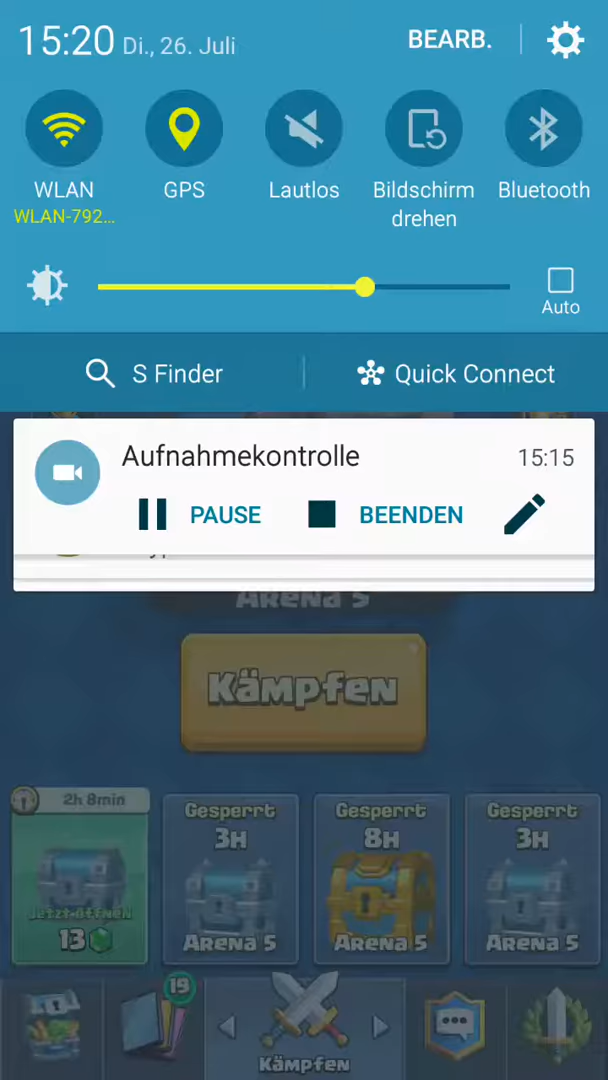 15:20 Di., 26. Juli BEARB.
WLAN GPS Lautlos Bildschirm drehen Bluetooth
WLAN-792...
Auto
S Finder Quick Connect
Aufnahmekontrolle 15:15
PAUSE BEENDEN
Arena 5
Kämpfen
2h 8min Gesperrt Gesperrt Gesperrt
3H 8H 3H
Jetzt öffnen
13 Arena 5 Arena 5 Arena 5
19
Kämpfen